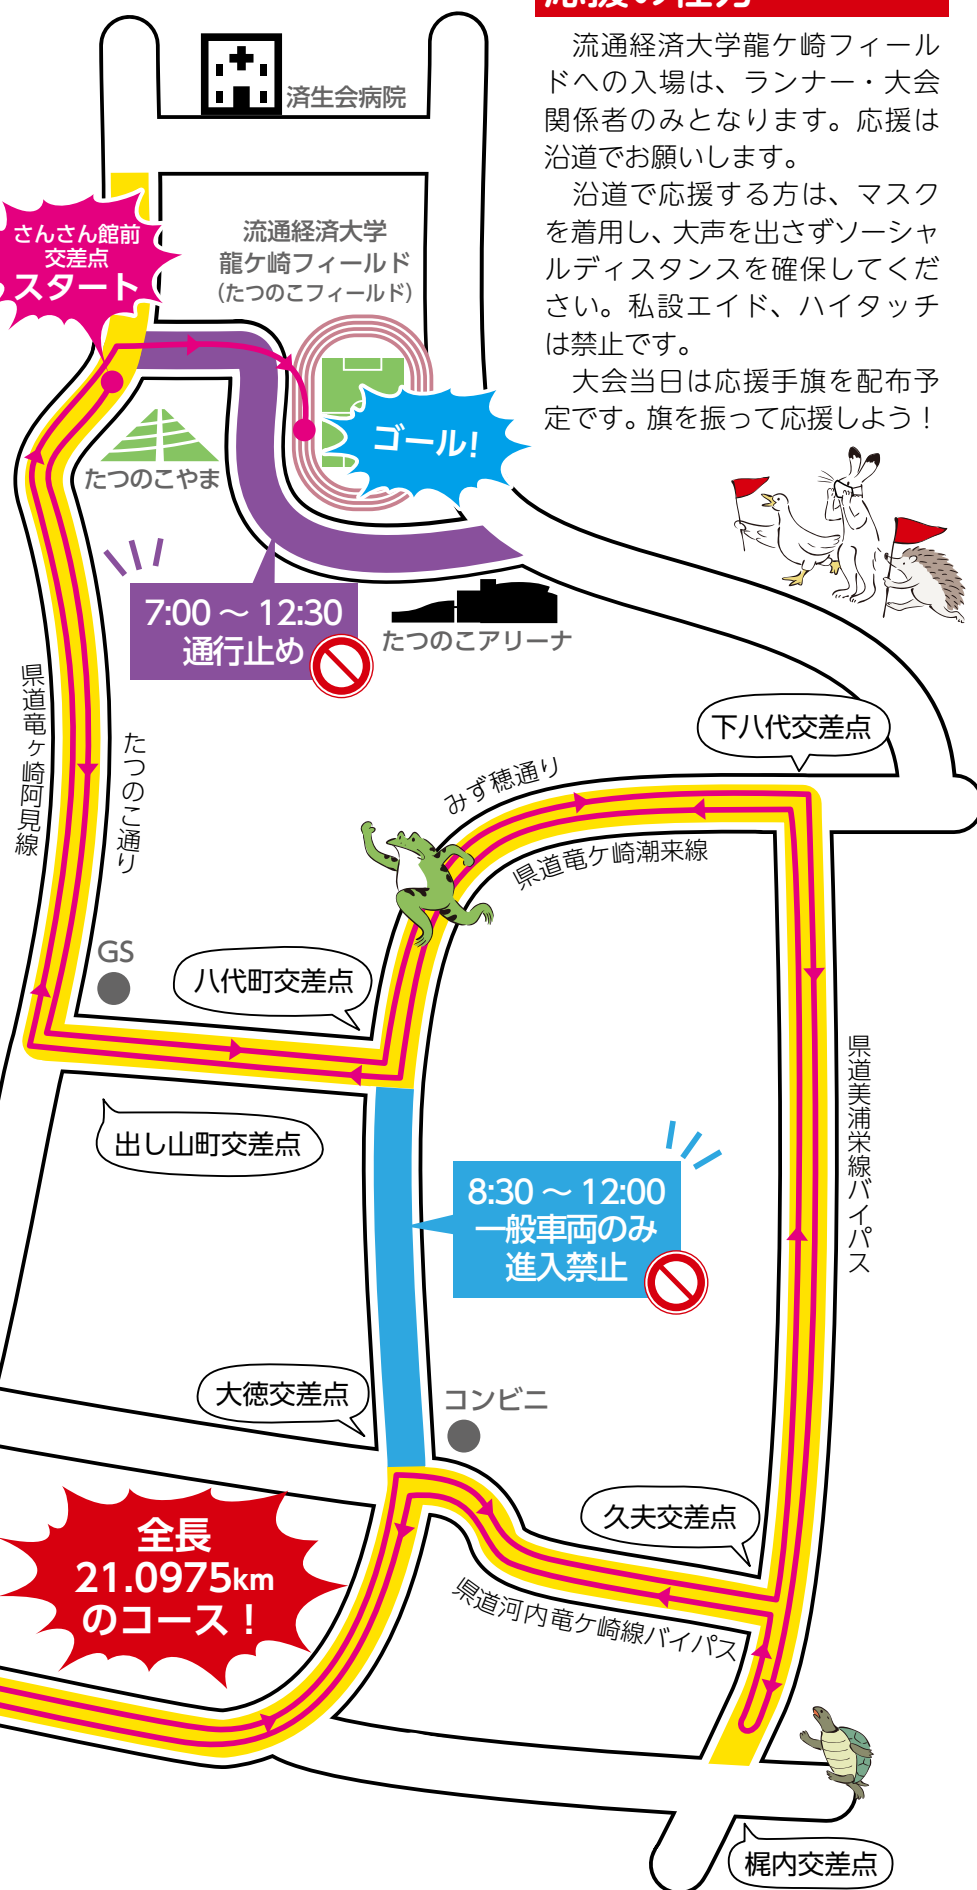 応援の仕方
流通経済大学龍ケ崎フィール
ドへの入場は、ランナー・大会
関係者のみとなります。応援は
沿道でお願いします。
沿道で応援する方は、マスク
を着用し、大声を出さずソーシャ
ルディスタンスを確保してくだ
さい。私設エイド、ハイタッチ
は禁止です。
大会当日は応援手旗を配布予
定です。旗を振って応援しよう！
済生会病院
さんさん館前
交差点
スタート
流通経済大学
龍ケ崎フィールド
(たつのこフィールド)
ゴール!
たつのこやま
7:00 ～ 12:30
通行止め
たつのこアリーナ
県道竜ヶ崎阿見線
たつのこ通り
下八代交差点
みず穂通り
県道竜ケ崎潮来線
GS
八代町交差点
出し山町交差点
県道美浦栄線バイパス
8:30 ～ 12:00
一般車両のみ
進入禁止
大徳交差点
コンビニ
久夫交差点
全長
21.0975km
のコース！
県道河内竜ケ崎線バイパス
梶内交差点